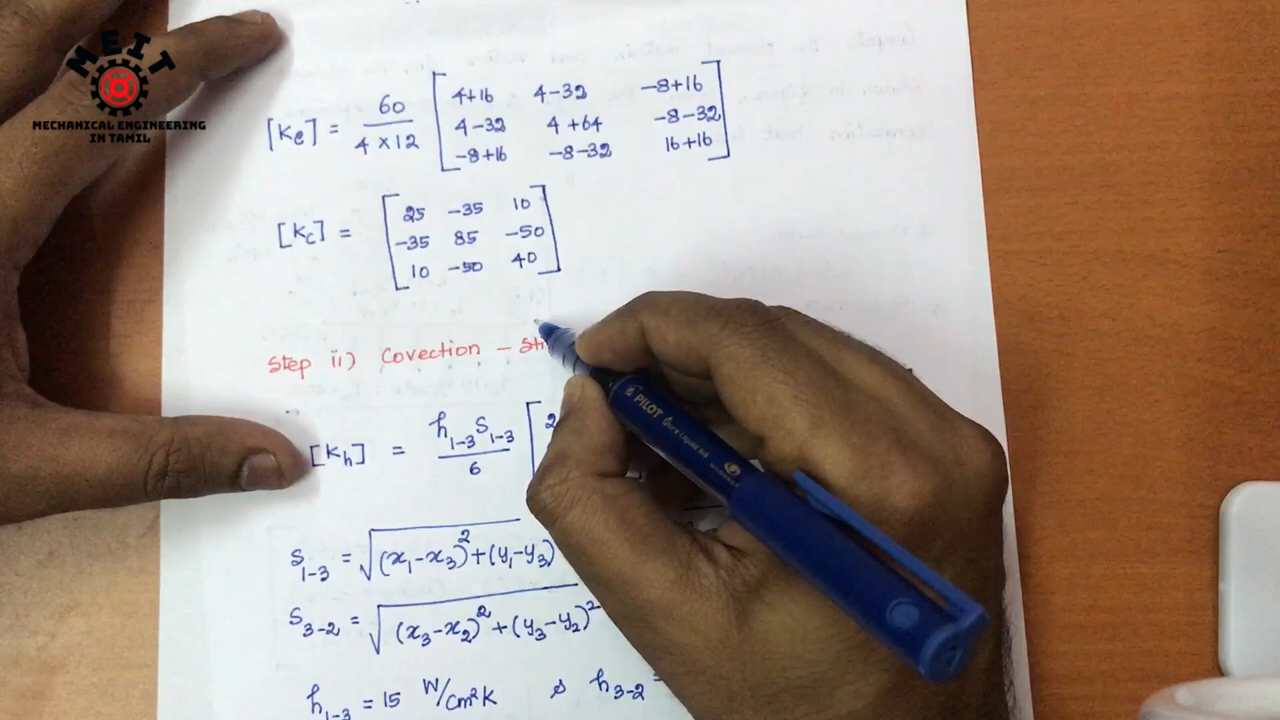 MEIT
MECHANICAL ENGINEERING
IN TAMIL
[Ke] = 60/(4×12) [4+16 4-32 -8+16
4-32 4+64 -8-32
-8+16 -8-32 16+16]
[Kc] = [25 -35 10
-35 85 -50
10 -50 40]
Step ii) Covection -
[Kh] = h1-3 S1-3/6 [2
S1-3 = √(x1-x3)²+(y1-y3)
S3-2 = √(x3-x2)²+(y3-y2)²
h1-3 = 15 W/cm²K & h3-2 =
PILOT